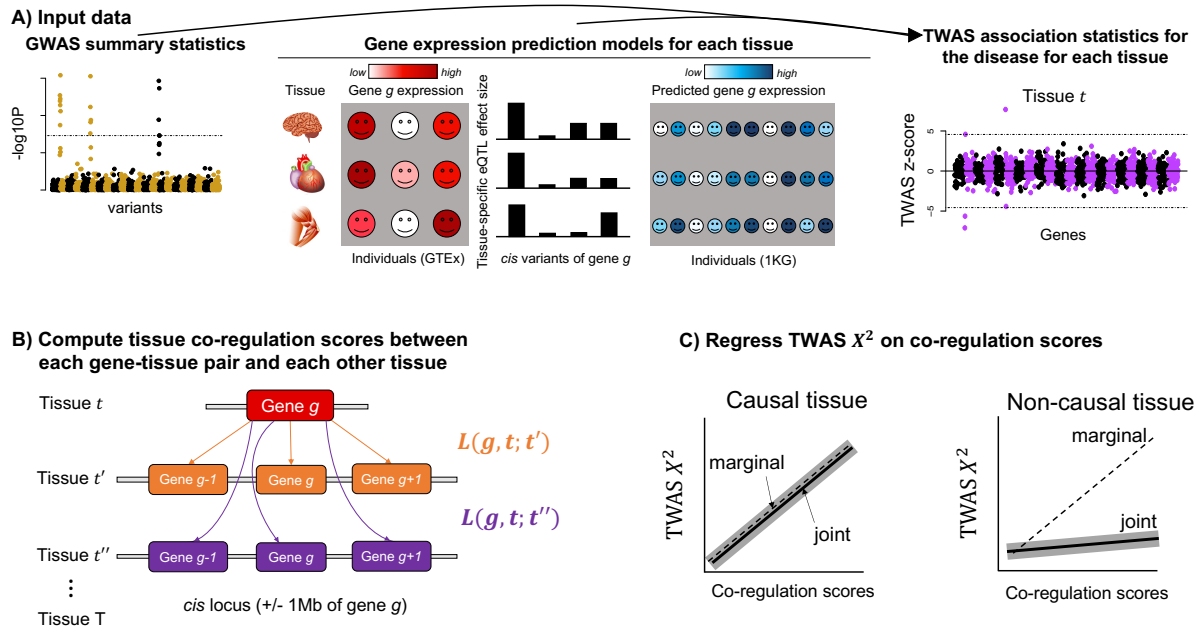 A) Input data
GWAS summary statistics
-log10P
variants
Gene expression prediction models for each tissue
low high
Tissue Gene g expression
Individuals (GTEx)
Tissue-specific eQTL effect size
cis variants of gene g
low high
Predicted gene g expression
Individuals (1KG)
TWAS association statistics for
the disease for each tissue
Tissue t
TWAS z-score
5
0
−5
Genes
B) Compute tissue co-regulation scores between
each gene-tissue pair and each other tissue
Tissue t
Gene g
L(g, t; t')
Tissue t'
Gene g-1 Gene g Gene g+1
L(g, t; t'')
Tissue t''
Gene g-1 Gene g Gene g+1
⋮
Tissue T
cis locus (+/- 1Mb of gene g)
C) Regress TWAS X² on co-regulation scores
Causal tissue
TWAS X²
marginal
joint
Co-regulation scores
Non-causal tissue
TWAS X²
marginal
joint
Co-regulation scores